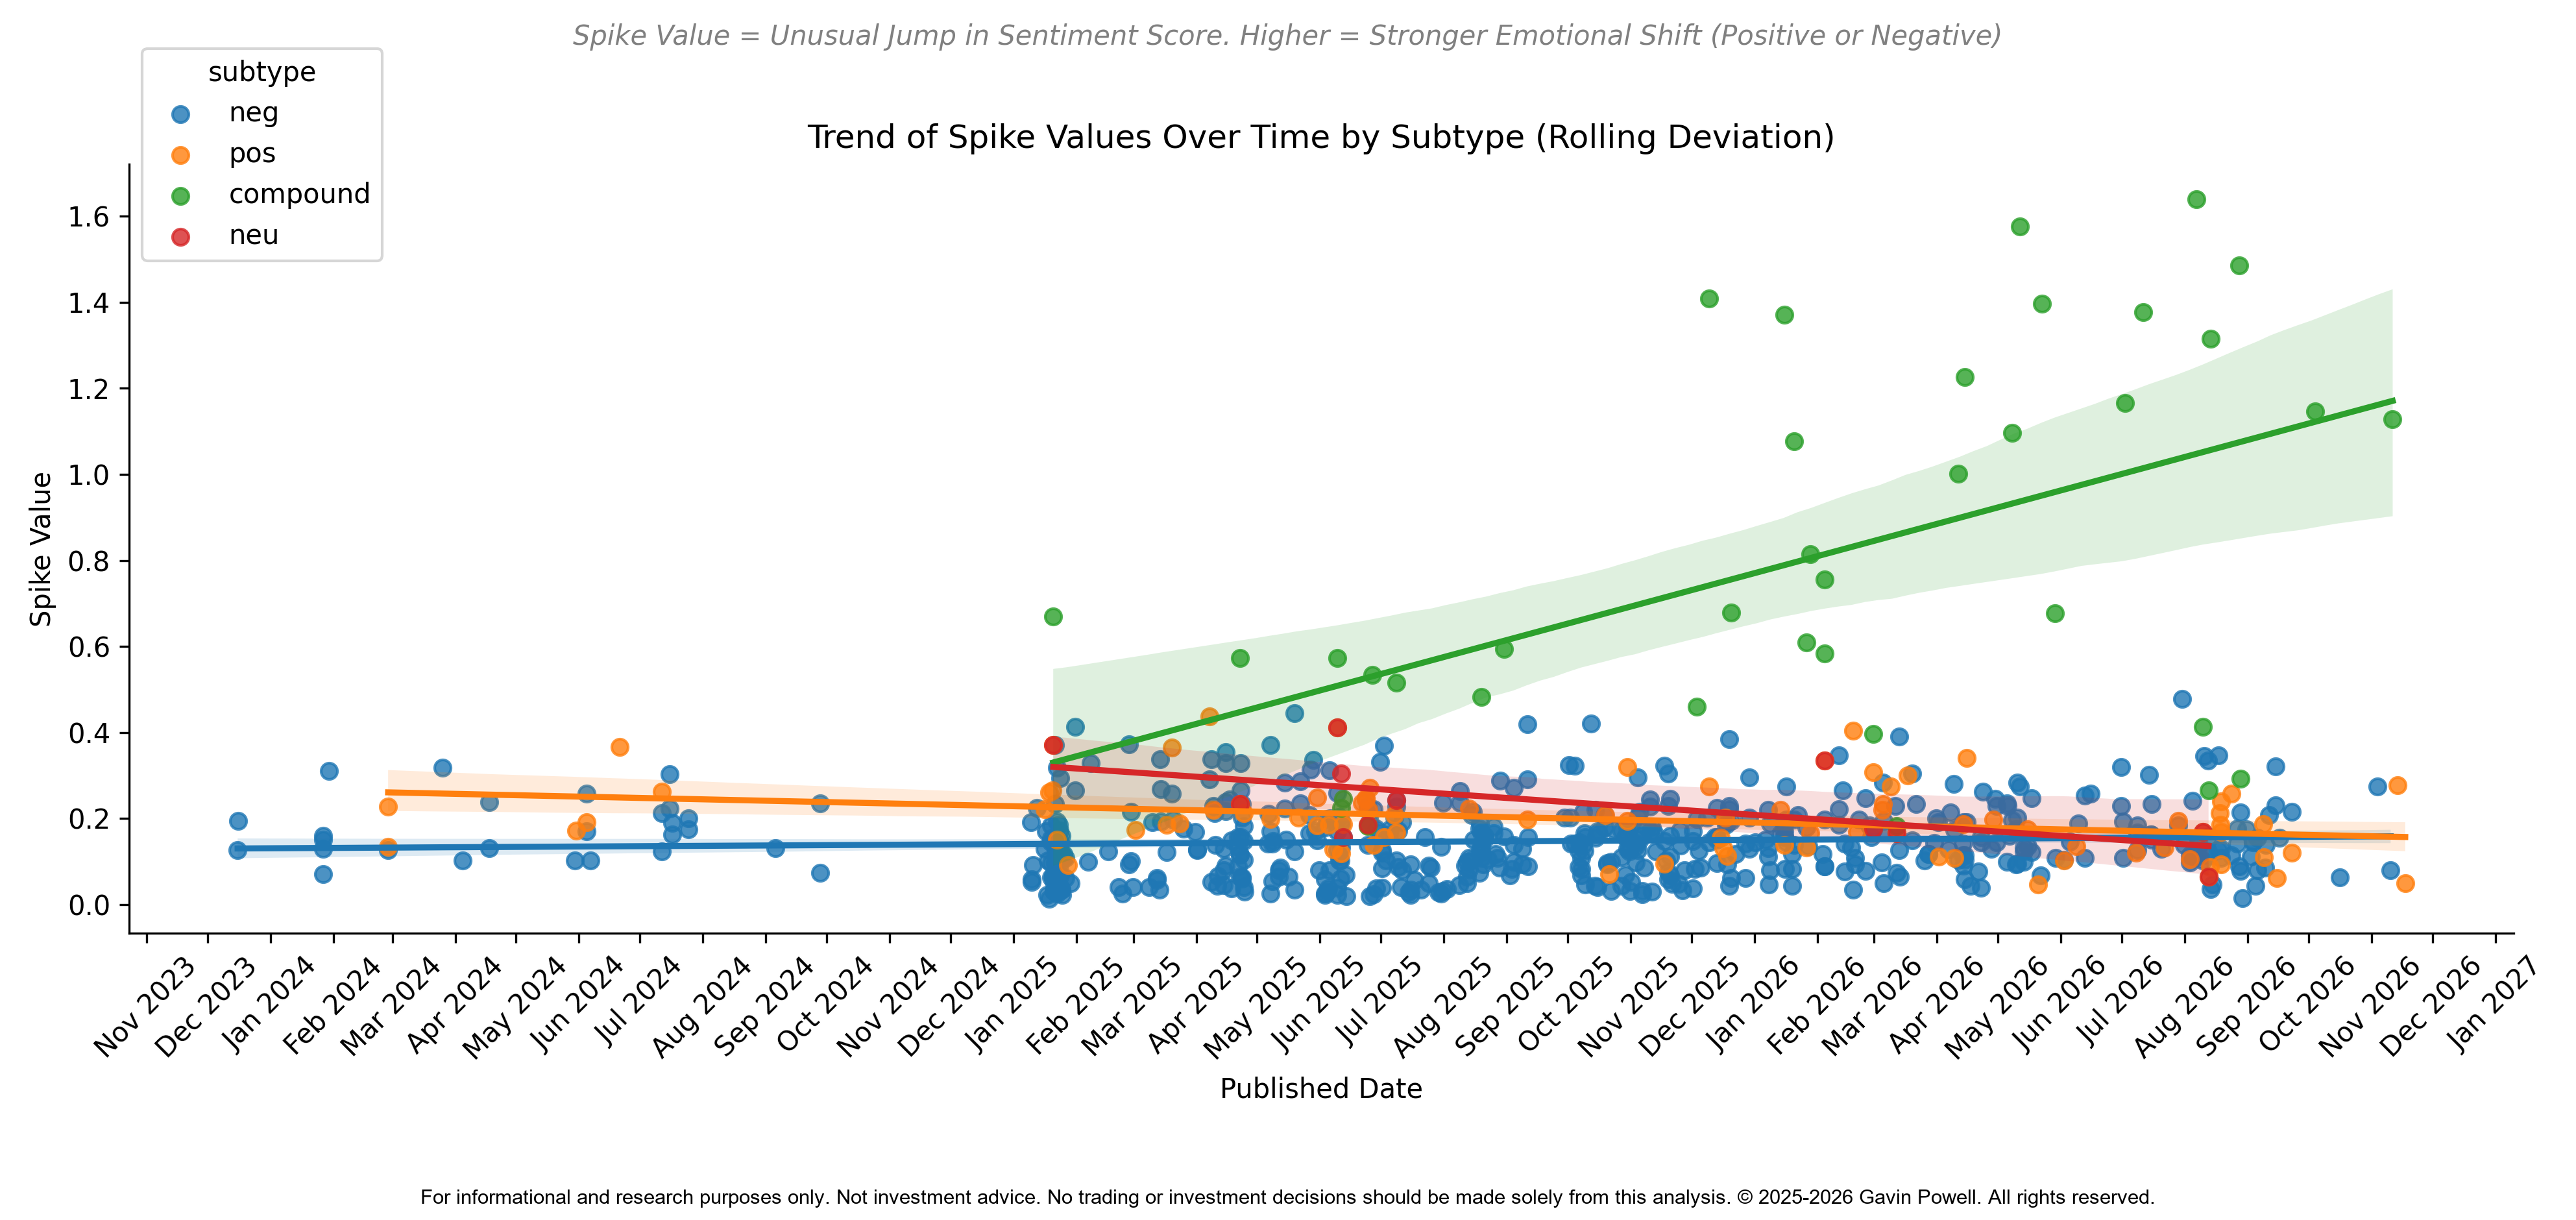 Spike Value = Unusual Jump in Sentiment Score. Higher = Stronger Emotional Shift (Positive or Negative)
subtype
neg
pos
compound
neu
Trend of Spike Values Over Time by Subtype (Rolling Deviation)
Spike Value
1.6
1.4
1.2
1.0
0.8
0.6
0.4
0.2
0.0
Nov 2023
Dec 2023
Jan 2024
Feb 2024
Mar 2024
Apr 2024
May 2024
Jun 2024
Jul 2024
Aug 2024
Sep 2024
Oct 2024
Nov 2024
Dec 2024
Jan 2025
Feb 2025
Mar 2025
Apr 2025
May 2025
Jun 2025
Jul 2025
Aug 2025
Sep 2025
Oct 2025
Nov 2025
Dec 2025
Jan 2026
Feb 2026
Mar 2026
Apr 2026
May 2026
Jun 2026
Jul 2026
Aug 2026
Sep 2026
Oct 2026
Nov 2026
Dec 2026
Jan 2027
Published Date
For informational and research purposes only. Not investment advice. No trading or investment decisions should be made solely from this analysis. © 2025-2026 Gavin Powell. All rights reserved.